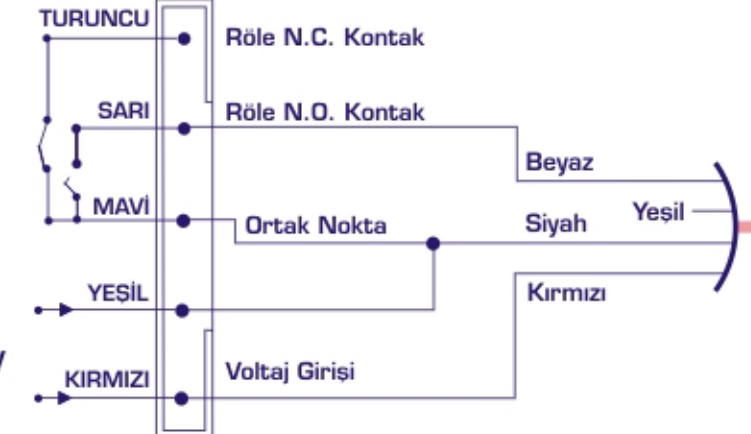 TURUNCU
Röle N.C. Kontak
SARI
Röle N.O. Kontak
Beyaz
MAVİ
Ortak Nokta
Siyah
Yeşil
YEŞİL
Kırmızı
KIRMIZI
Voltaj Girişi